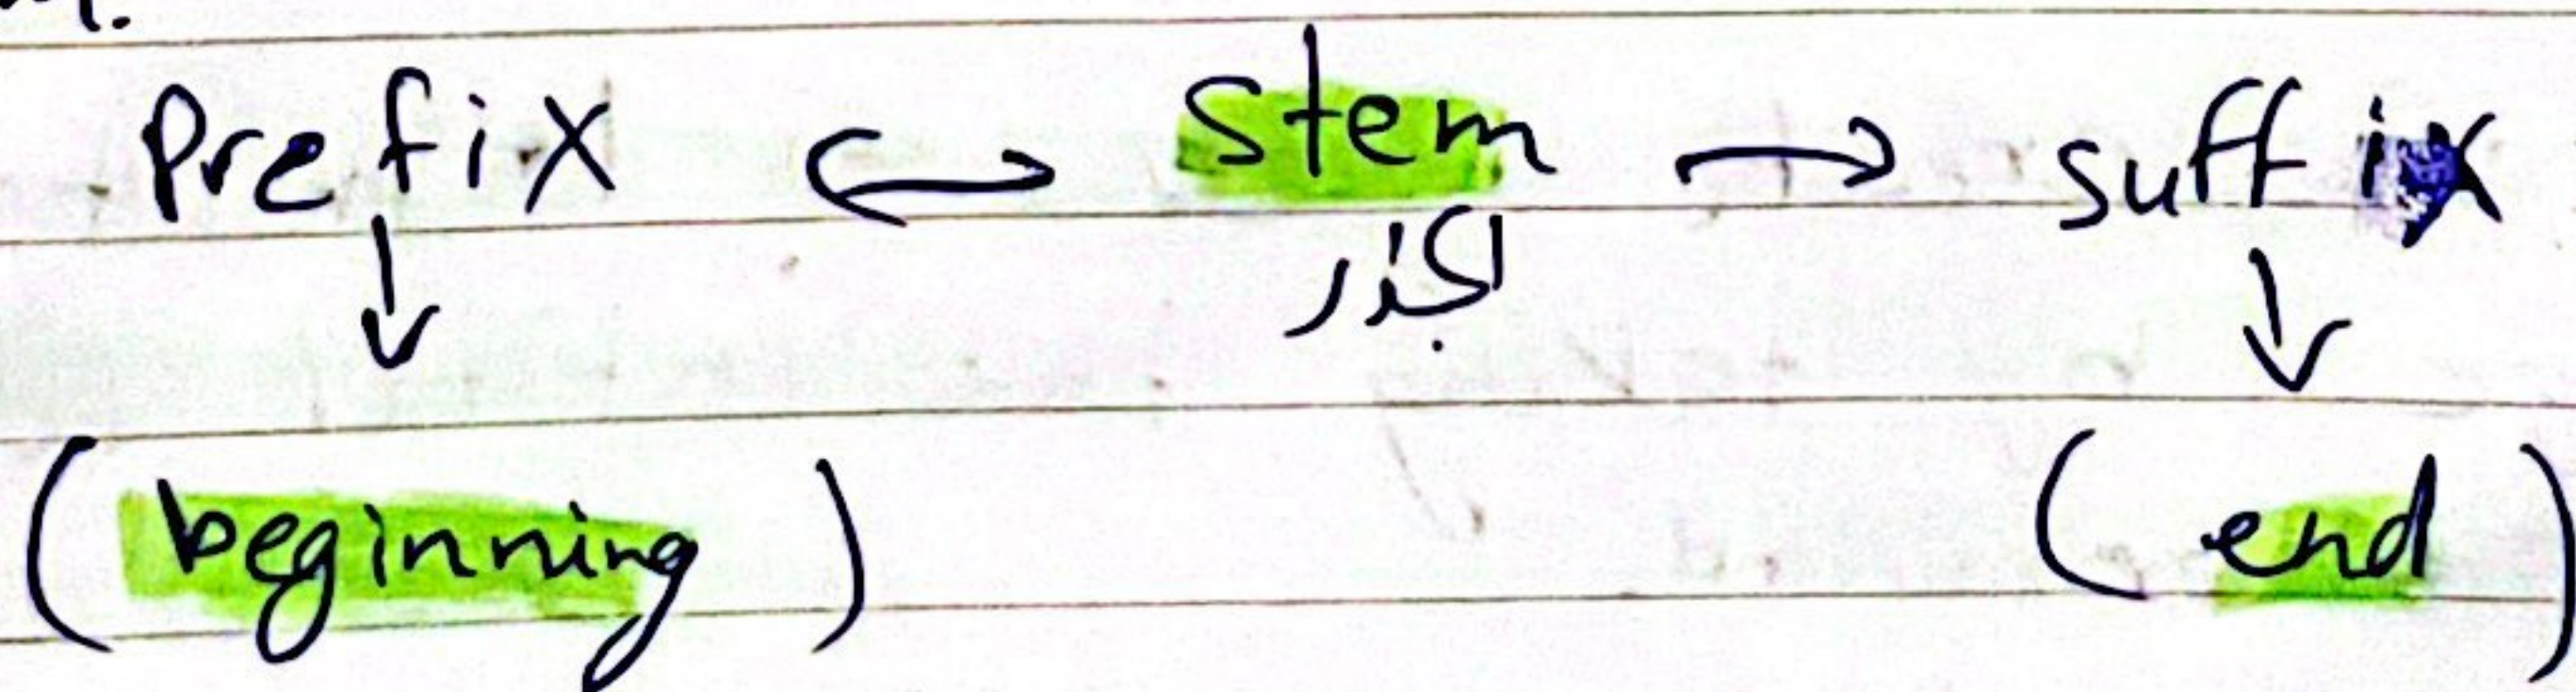 Prefix ↩→ stem → suffix
الجذر
↓ ↓
(beginning) (end)